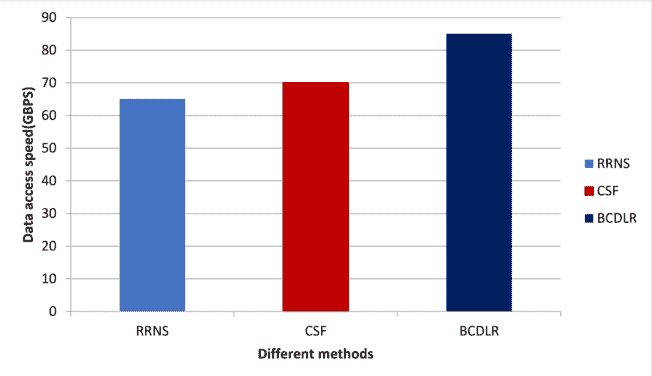 90
80
70
60
50
40
30
20
10
0
Data access speed(GBPS)
RRNS
CSF
BCDLR
Different methods
RRNS
CSF
BCDLR